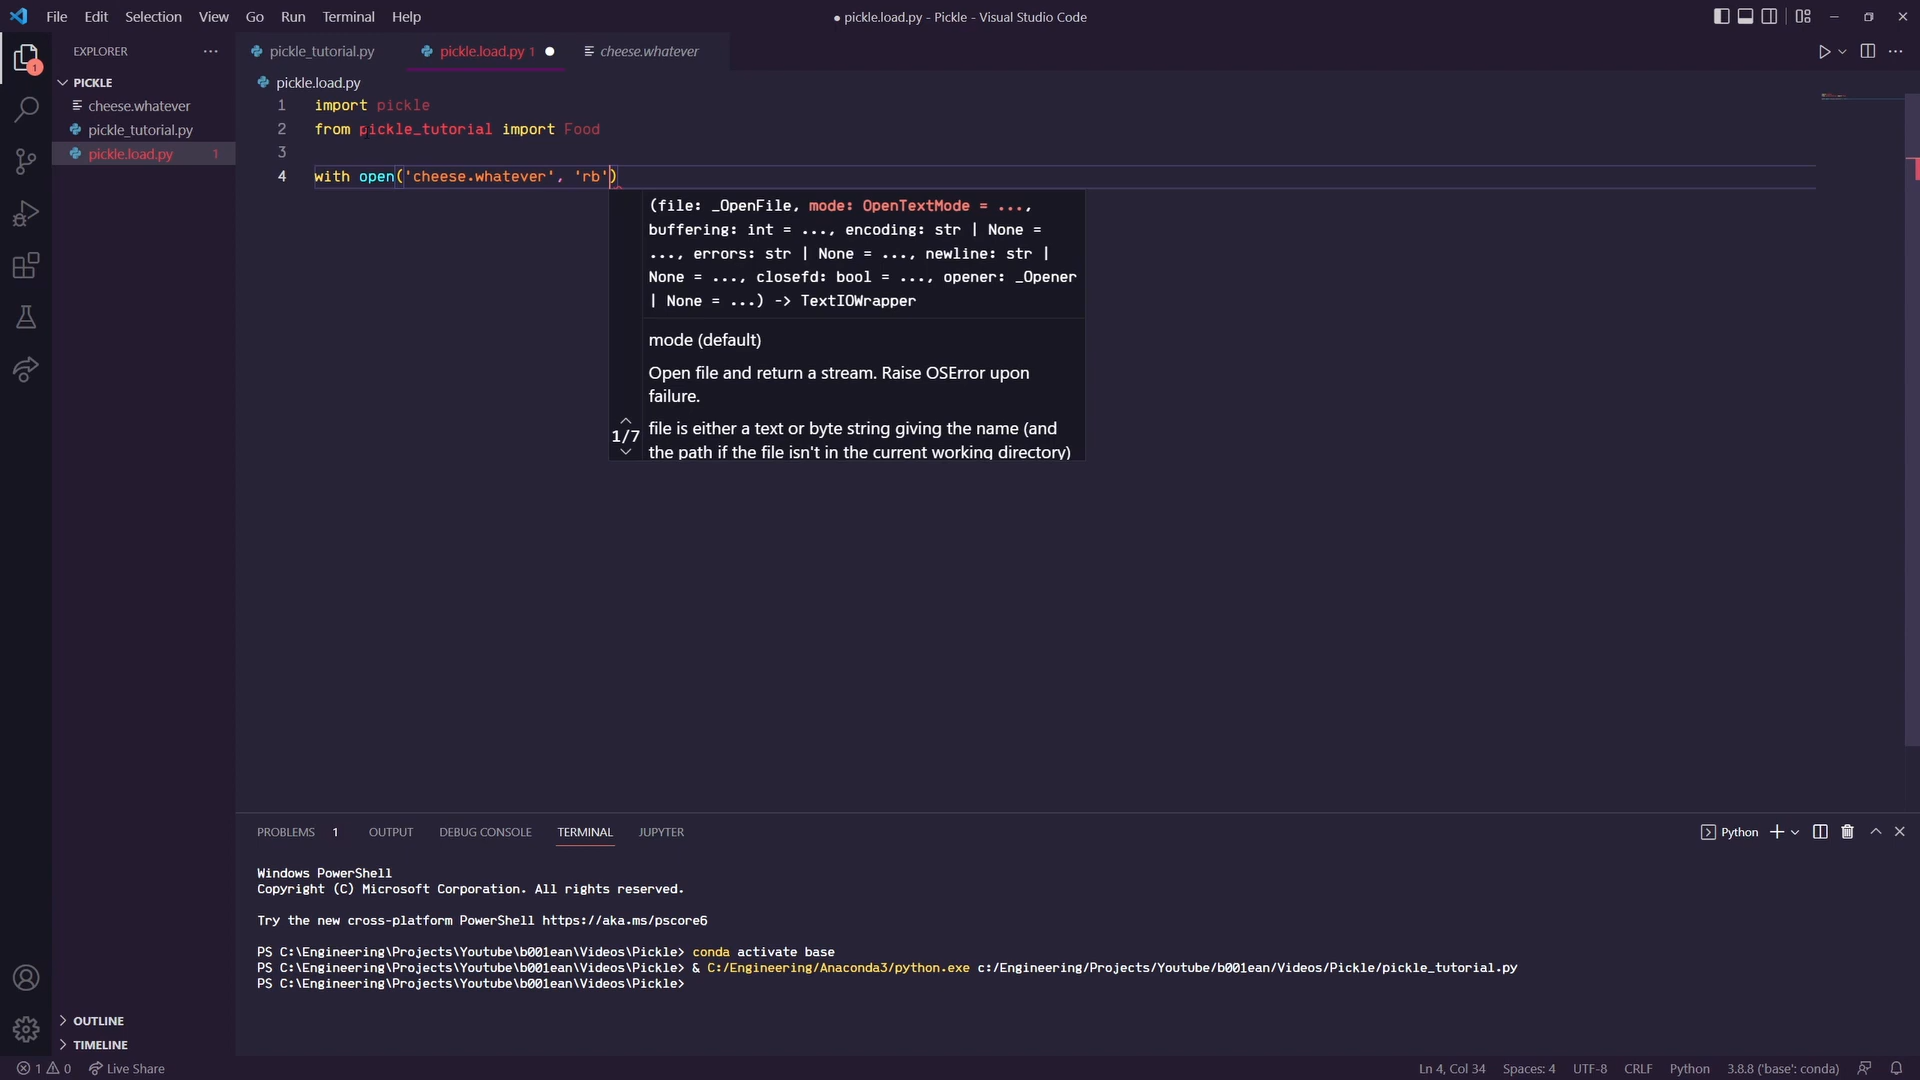 File Edit Selection View Go Run Terminal Help
● pickle.load.py - Pickle - Visual Studio Code
EXPLORER
1
PICKLE
cheese.whatever
pickle_tutorial.py
pickle.load.py 1
OUTLINE
TIMELINE
pickle_tutorial.py pickle.load.py 1 cheese.whatever
pickle.load.py
1 import pickle
2 from pickle_tutorial import Food
3
4 with open('cheese.whatever', 'rb')
(file: _OpenFile, mode: OpenTextMode = ...,
buffering: int = ..., encoding: str | None =
..., errors: str | None = ..., newline: str |
None = ..., closefd: bool = ..., opener: _Opener
| None = ...) -> TextIOWrapper
mode (default)
Open file and return a stream. Raise OSError upon
failure.
1/7
file is either a text or byte string giving the name (and
the path if the file isn't in the current working directory)
PROBLEMS 1 OUTPUT DEBUG CONSOLE TERMINAL JUPYTER
Python
Windows PowerShell
Copyright (C) Microsoft Corporation. All rights reserved.
Try the new cross-platform PowerShell https://aka.ms/pscore6
PS C:\Engineering\Projects\Youtube\b001ean\Videos\Pickle> conda activate base
PS C:\Engineering\Projects\Youtube\b001ean\Videos\Pickle> & C:/Engineering/Anaconda3/python.exe c:/Engineering/Projects/Youtube/b001ean/Videos/Pickle/pickle_tutorial.py
PS C:\Engineering\Projects\Youtube\b001ean\Videos\Pickle>
1 0 Live Share
Ln 4, Col 34 Spaces: 4 UTF-8 CRLF Python 3.8.8 ('base': conda)